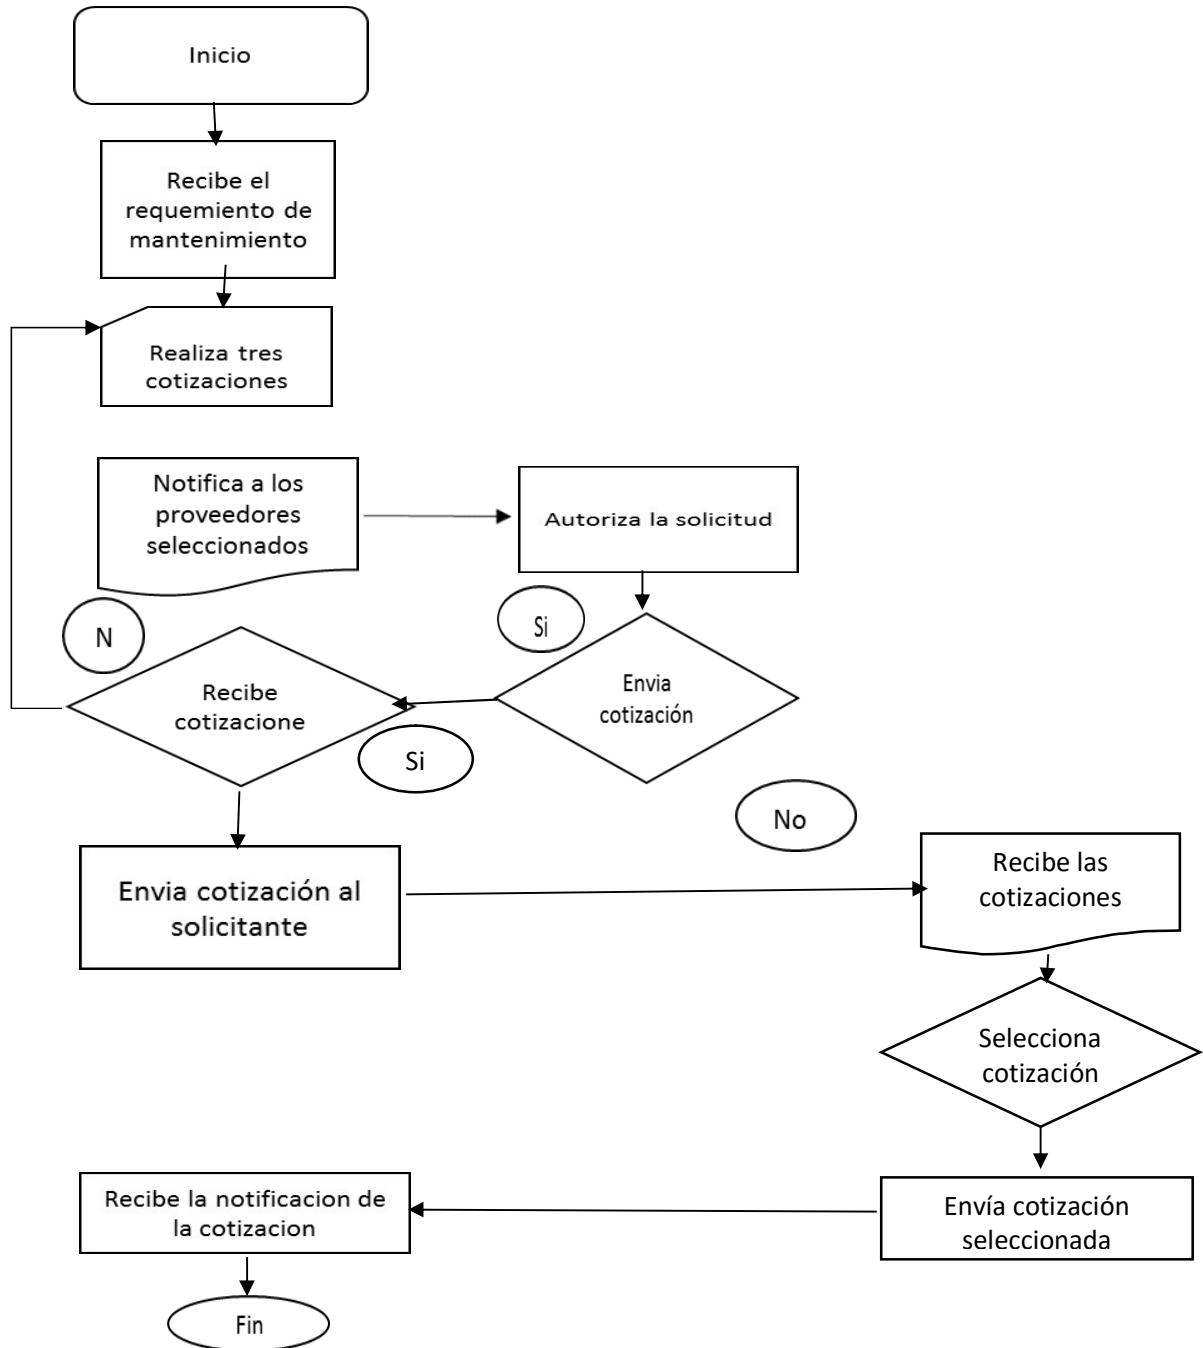 Inicio
Recibe el
requemiento de
mantenimiento
Realiza tres
cotizaciones
Notifica a los
proveedores
seleccionados
Autoriza la solicitud
N
Si
Recibe
cotizacione
Envia
cotización
Si
No
Envia cotización al
solicitante
Recibe las
cotizaciones
Selecciona
cotización
Recibe la notificacion de
la cotizacion
Envía cotización
seleccionada
Fin